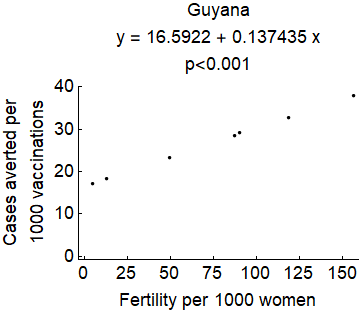 Guyana
y = 16.5922 + 0.137435 x
p<0.001
Cases averted per
1000 vaccinations
40
30
20
10
0
0 25 50 75 100 125 150
Fertility per 1000 women